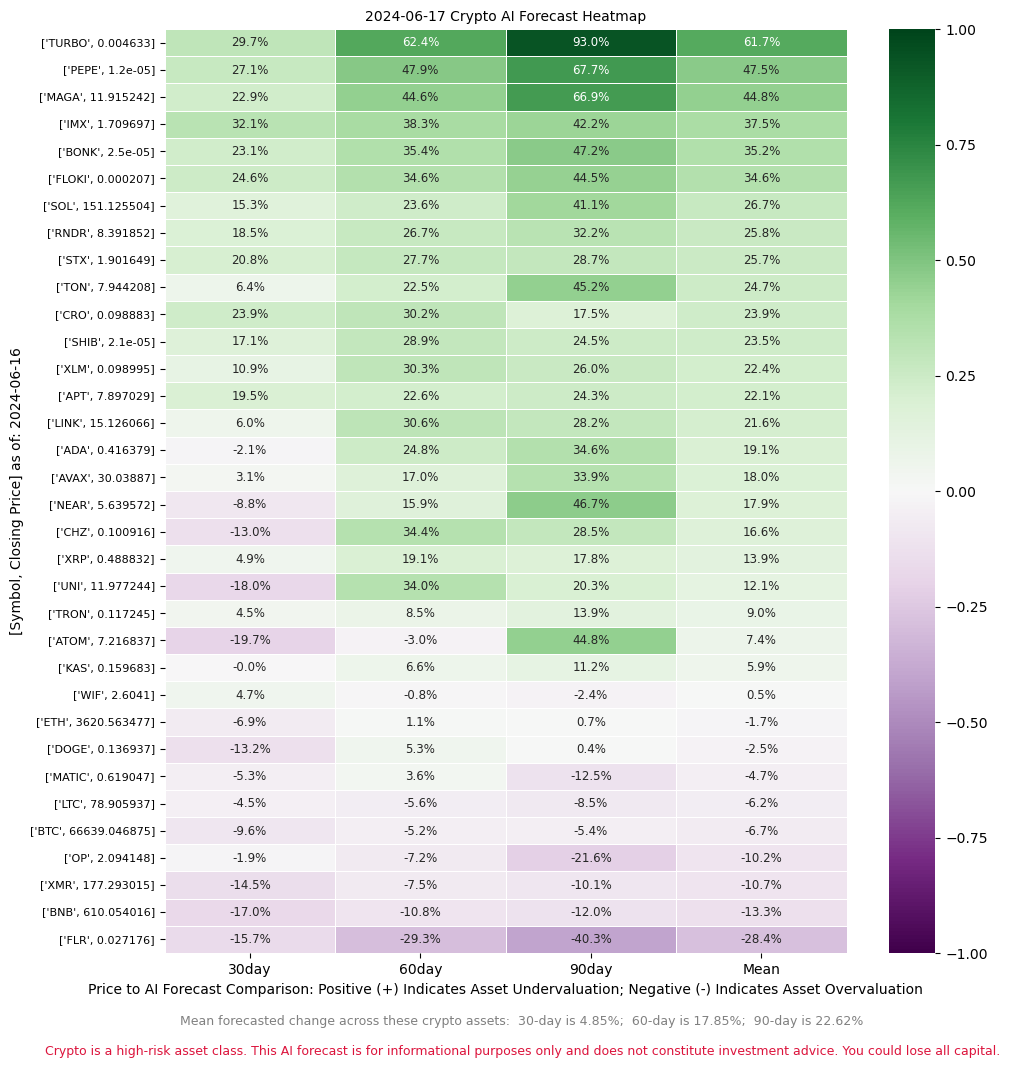 2024-06-17 Crypto AI Forecast Heatmap
['TURBO', 0.004633] 29.7% 62.4% 93.0% 61.7%
['PEPE', 1.2e-05] 27.1% 47.9% 67.7% 47.5%
['MAGA', 11.915242] 22.9% 44.6% 66.9% 44.8%
['IMX', 1.709697] 32.1% 38.3% 42.2% 37.5%
['BONK', 2.5e-05] 23.1% 35.4% 47.2% 35.2%
['FLOKI', 0.000207] 24.6% 34.6% 44.5% 34.6%
['SOL', 151.125504] 15.3% 23.6% 41.1% 26.7%
['RNDR', 8.391852] 18.5% 26.7% 32.2% 25.8%
['STX', 1.901649] 20.8% 27.7% 28.7% 25.7%
['TON', 7.944208] 6.4% 22.5% 45.2% 24.7%
['CRO', 0.098883] 23.9% 30.2% 17.5% 23.9%
['SHIB', 2.1e-05] 17.1% 28.9% 24.5% 23.5%
['XLM', 0.098995] 10.9% 30.3% 26.0% 22.4%
['APT', 7.897029] 19.5% 22.6% 24.3% 22.1%
['LINK', 15.126066] 6.0% 30.6% 28.2% 21.6%
['ADA', 0.416379] -2.1% 24.8% 34.6% 19.1%
['AVAX', 30.03887] 3.1% 17.0% 33.9% 18.0%
['NEAR', 5.639572] -8.8% 15.9% 46.7% 17.9%
['CHZ', 0.100916] -13.0% 34.4% 28.5% 16.6%
['XRP', 0.488832] 4.9% 19.1% 17.8% 13.9%
['UNI', 11.977244] -18.0% 34.0% 20.3% 12.1%
['TRON', 0.117245] 4.5% 8.5% 13.9% 9.0%
['ATOM', 7.216837] -19.7% -3.0% 44.8% 7.4%
['KAS', 0.159683] -0.0% 6.6% 11.2% 5.9%
['WIF', 2.6041] 4.7% -0.8% -2.4% 0.5%
['ETH', 3620.563477] -6.9% 1.1% 0.7% -1.7%
['DOGE', 0.136937] -13.2% 5.3% 0.4% -2.5%
['MATIC', 0.619047] -5.3% 3.6% -12.5% -4.7%
['LTC', 78.905937] -4.5% -5.6% -8.5% -6.2%
['BTC', 66639.046875] -9.6% -5.2% -5.4% -6.7%
['OP', 2.094148] -1.9% -7.2% -21.6% -10.2%
['XMR', 177.293015] -14.5% -7.5% -10.1% -10.7%
['BNB', 610.054016] -17.0% -10.8% -12.0% -13.3%
['FLR', 0.027176] -15.7% -29.3% -40.3% -28.4%
30day 60day 90day Mean
[Symbol, Closing Price] as of: 2024-06-16
1.00
0.75
0.50
0.25
0.00
−0.25
−0.50
−0.75
−1.00
Price to AI Forecast Comparison: Positive (+) Indicates Asset Undervaluation; Negative (-) Indicates Asset Overvaluation
Mean forecasted change across these crypto assets:  30-day is 4.85%;  60-day is 17.85%;  90-day is 22.62%
Crypto is a high-risk asset class. This AI forecast is for informational purposes only and does not constitute investment advice. You could lose all capital.